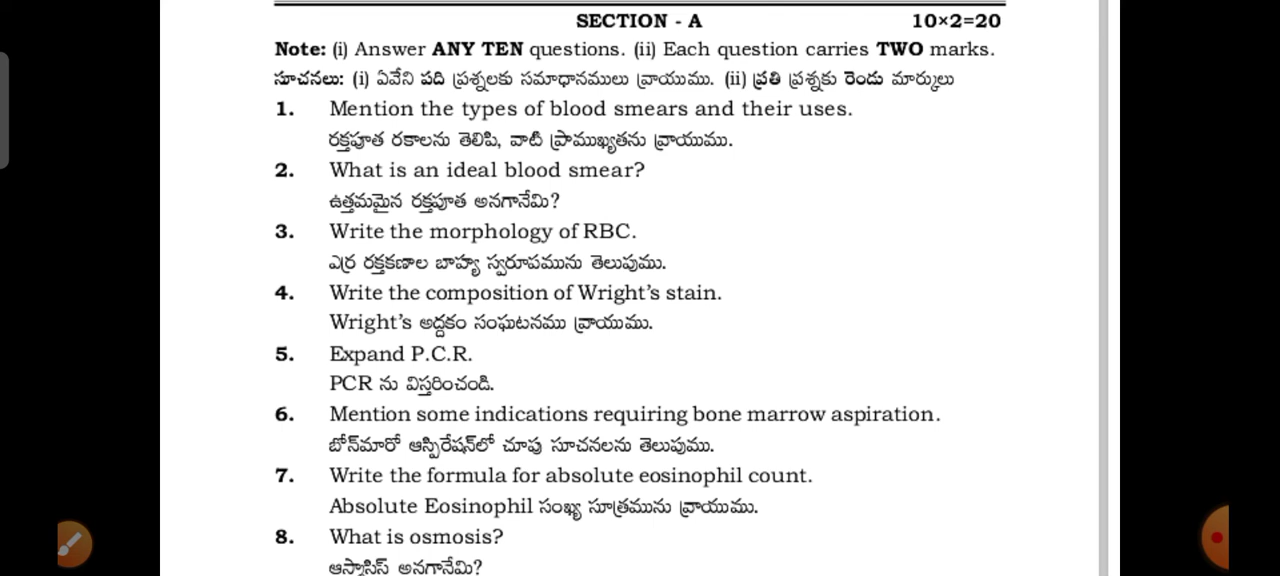 SECTION - A 10×2=20
Note: (i) Answer ANY TEN questions. (ii) Each question carries TWO marks.
సూచనలు: (i) ఏవేని పది ప్రశ్నలకు సమాధానములు వ్రాయుము. (ii) ప్రతి ప్రశ్నకు రెండు మార్కులు
1. Mention the types of blood smears and their uses.
రక్తపూత రకాలను తెలిపి, వాటి ప్రాముఖ్యతను వ్రాయుము.
2. What is an ideal blood smear?
ఉత్తమమైన రక్తపూత అనగానేమి?
3. Write the morphology of RBC.
ఎర్ర రక్తకణాల బాహ్య స్వరూపమును తెలుపుము.
4. Write the composition of Wright's stain.
Wright's అద్దకం సంఘటనము వ్రాయుము.
5. Expand P.C.R.
PCR ను విస్తరించండి.
6. Mention some indications requiring bone marrow aspiration.
బోన్‌మారో ఆస్పిరేషన్‌లో చూపు సూచనలను తెలుపుము.
7. Write the formula for absolute eosinophil count.
Absolute Eosinophil సంఖ్య సూత్రమును వ్రాయుము.
8. What is osmosis?
ఆస్మాసిస్ అనగానేమి?